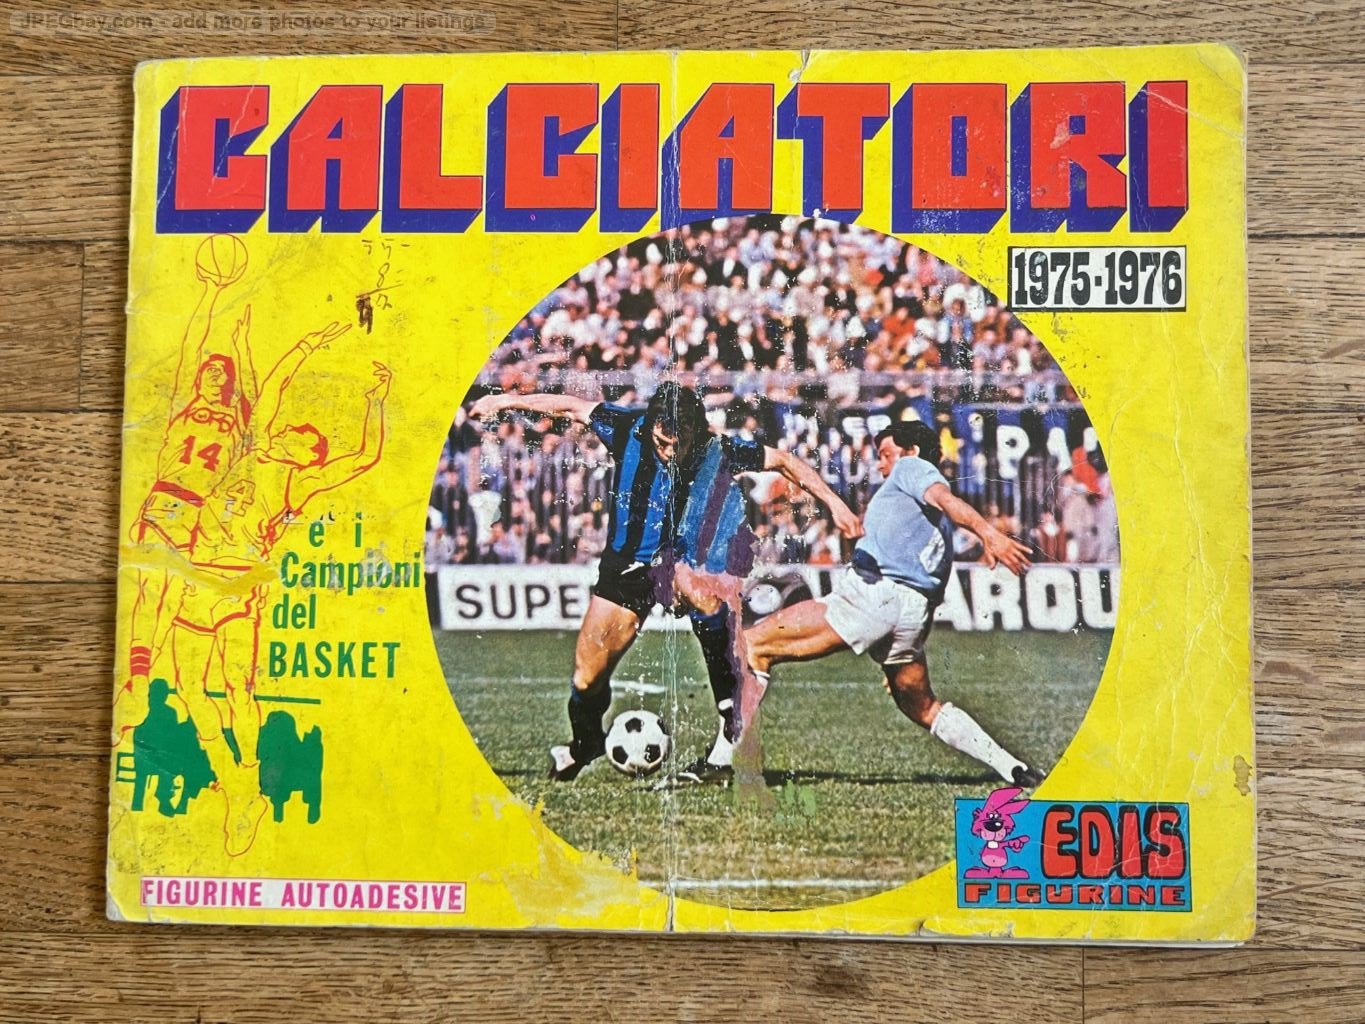 JPEGbay.com - add more photos to your listings
CALCIATORI
1975-1976
14
e i
Campioni
del
BASKET
SUPE
AROU
FIGURINE AUTOADESIVE
EDIS
FIGURINE